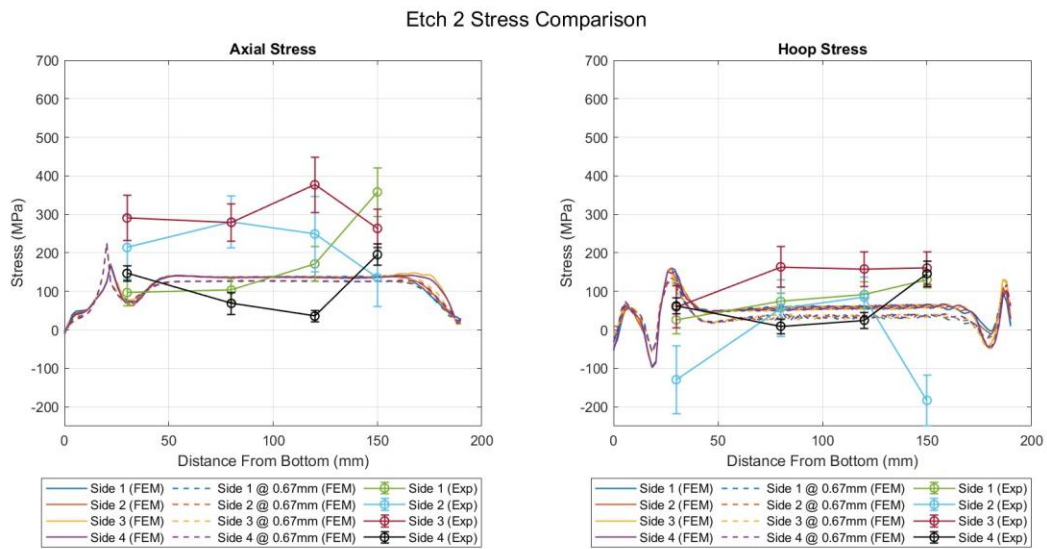 Etch 2 Stress Comparison
Axial Stress
700
600
500
400
300
200
100
0
-100
-200
Stress (MPa)
0 50 100 150 200
Distance From Bottom (mm)
Side 1 (FEM) Side 1 @ 0.67mm (FEM) Side 1 (Exp)
Side 2 (FEM) Side 2 @ 0.67mm (FEM) Side 2 (Exp)
Side 3 (FEM) Side 3 @ 0.67mm (FEM) Side 3 (Exp)
Side 4 (FEM) Side 4 @ 0.67mm (FEM) Side 4 (Exp)
Hoop Stress
700
600
500
400
300
200
100
0
-100
-200
Stress (MPa)
0 50 100 150 200
Distance From Bottom (mm)
Side 1 (FEM) Side 1 @ 0.67mm (FEM) Side 1 (Exp)
Side 2 (FEM) Side 2 @ 0.67mm (FEM) Side 2 (Exp)
Side 3 (FEM) Side 3 @ 0.67mm (FEM) Side 3 (Exp)
Side 4 (FEM) Side 4 @ 0.67mm (FEM) Side 4 (Exp)